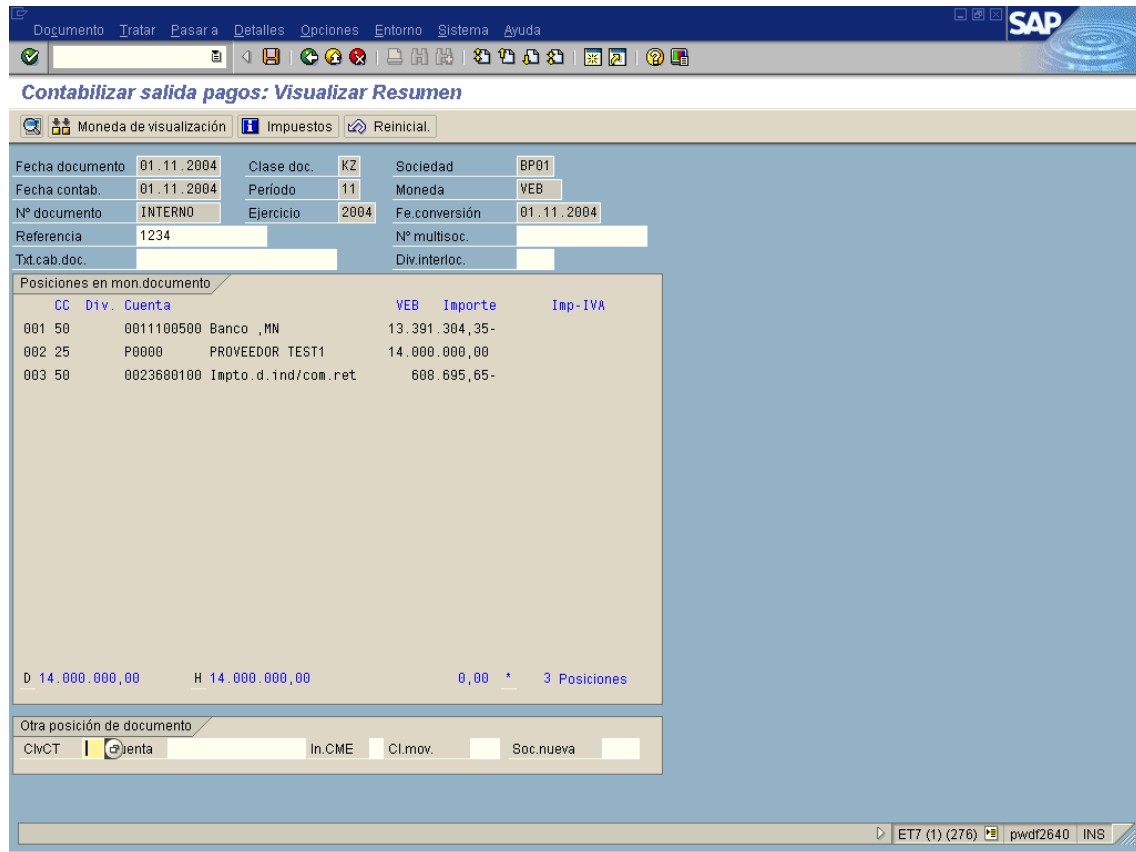 Documento Tratar Pasar a Detalles Opciones Entorno Sistema Ayuda
SAP
Contabilizar salida pagos: Visualizar Resumen
Moneda de visualización Impuestos Reinicial.
Fecha documento 01.11.2004 Clase doc. KZ Sociedad BP01
Fecha contab. 01.11.2004 Período 11 Moneda VEB
Nº documento INTERNO Ejercicio 2004 Fe.conversión 01.11.2004
Referencia 1234 Nº multisoc.
Txt.cab.doc. Div.interloc.
Posiciones en mon.documento
CC Div. Cuenta VEB Importe Imp-IVA
001 50 0011100500 Banco ,MN 13.391.304,35-
002 25 P0000 PROVEEDOR TEST1 14.000.000,00
003 50 0023680100 Impto.d.ind/com.ret 608.695,65-
D 14.000.000,00 H 14.000.000,00 0,00 * 3 Posiciones
Otra posición de documento
ClvCT uenta In.CME Cl.mov. Soc.nueva
ET7 (1) (276) pwdf2640 INS